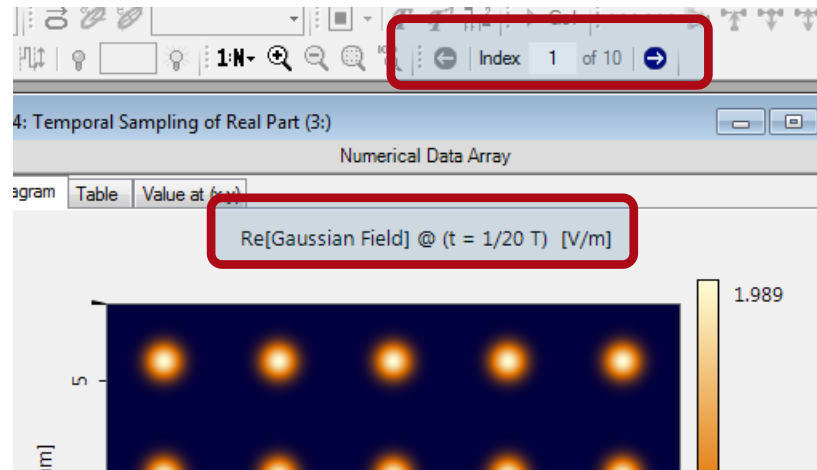 1:N
Index 1 of 10
4: Temporal Sampling of Real Part (3:)
Numerical Data Array
agram Table Value at (x,y)
Re[Gaussian Field] @ (t = 1/20 T) [V/m]
1.989
5